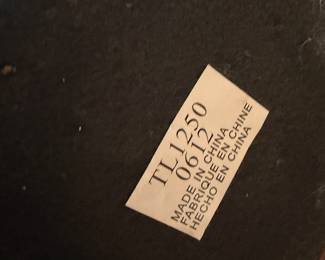 TL1250
0612
MADE IN CHINA
FABRIQUE EN CHINE
HECHO EN CHINA